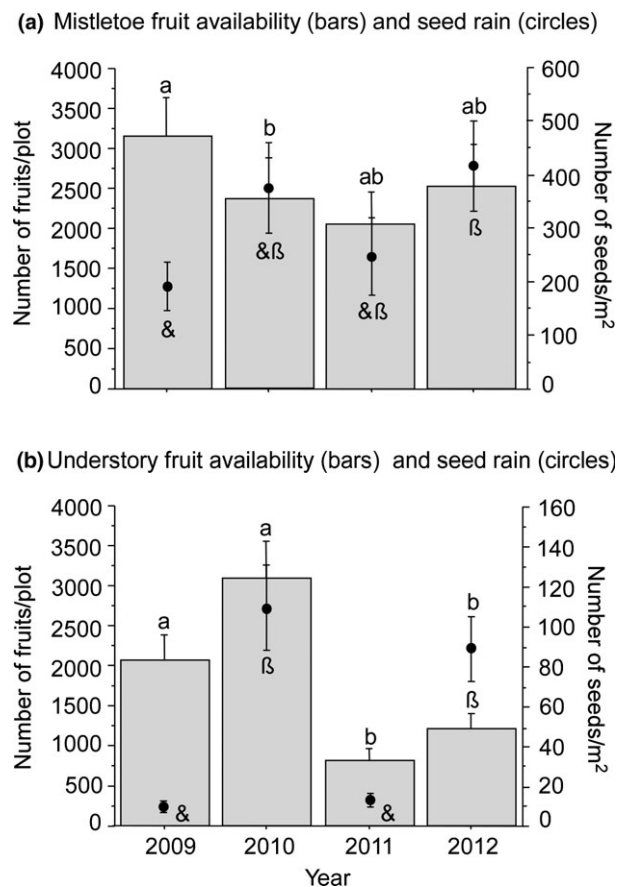 (a) Mistletoe fruit availability (bars) and seed rain (circles)
Number of fruits/plot
4000
3500
3000
2500
2000
1500
1000
500
0
a
b
ab
ab
&
&ß
&ß
ß
600
500
400
300
200
100
0
Number of seeds/m²
(b) Understory fruit availability (bars) and seed rain (circles)
Number of fruits/plot
4000
3500
3000
2500
2000
1500
1000
500
0
a
a
b
b
&
ß
&
ß
160
140
120
100
80
60
40
20
0
Number of seeds/m²
2009 2010 2011 2012
Year